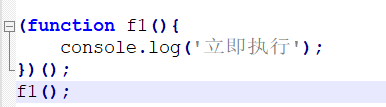 (function f1(){
    console.log('立即执行');
})();
f1();